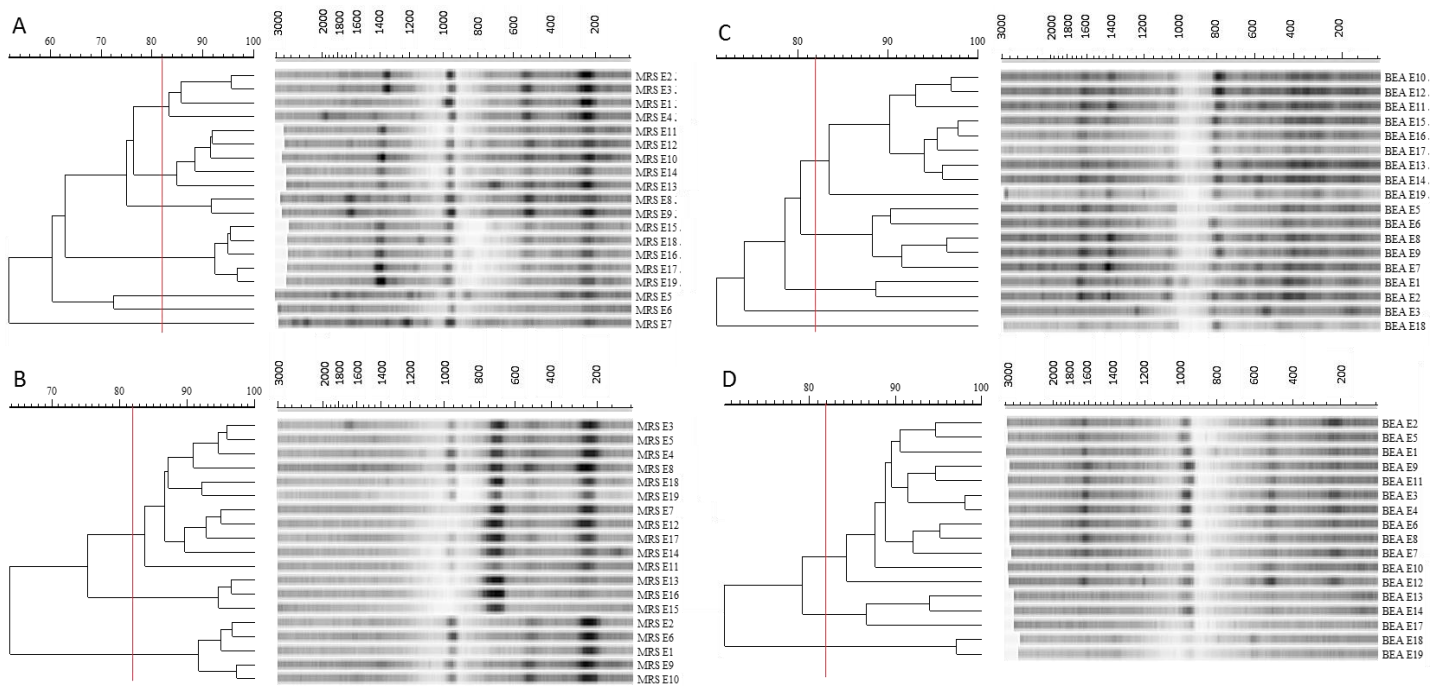 A
60 70 80 90 100
3000 2000 1800 1600 1400 1000 800 600 400 200
MRS E2 .
MRS E3 .
MRS E1 .
MRS E4 .
MRS E11
MRS E12
MRS E10
MRS E14
MRS E13
MRS E8 .
MRS E9 .
MRS E15 .
MRS E18 .
MRS E16 .
MRS E17 .
MRS E19 .
MRS E5
MRS E6
MRS E7
B
70 80 90 100
3000 2000 1800 1600 1400 1000 800 600 400 200
MRS E3
MRS E5
MRS E4
MRS E8
MRS E18
MRS E19
MRS E7
MRS E12
MRS E17
MRS E14
MRS E11
MRS E13
MRS E16
MRS E15
MRS E2
MRS E6
MRS E1
MRS E9
MRS E10
C
80 90 100
3000 2000 1800 1600 1400 1200 1000 800 600 400 200
BEA E10 .
BEA E12 .
BEA E11 .
BEA E15 .
BEA E16 .
BEA E17 .
BEA E13 .
BEA E14 .
BEA E19 .
BEA E5
BEA E6
BEA E8
BEA E9
BEA E7
BEA E1
BEA E2
BEA E3
BEA E18
D
80 90 100
3000 2000 1800 1600 1400 1000 800 600 400 200
BEA E2
BEA E5
BEA E1
BEA E9
BEA E11
BEA E3
BEA E4
BEA E6
BEA E8
BEA E7
BEA E10
BEA E12
BEA E13
BEA E14
BEA E17
BEA E18
BEA E19